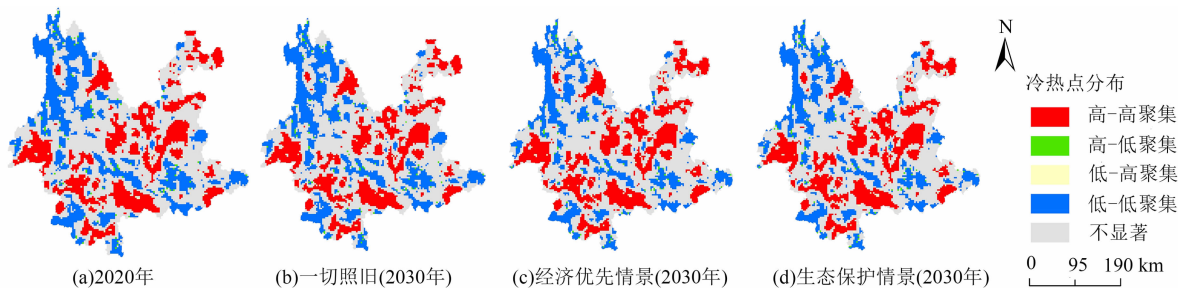 N
冷热点分布
高-高聚集
高-低聚集
低-高聚集
低-低聚集
不显著
0 95 190 km
(a)2020年
(b)一切照旧(2030年)
(c)经济优先情景(2030年)
(d)生态保护情景(2030年)